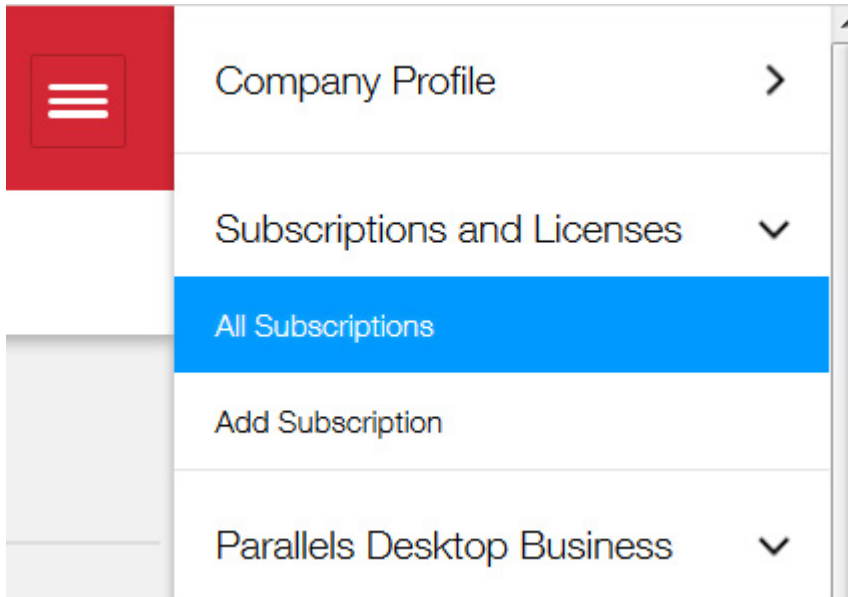 Company Profile
Subscriptions and Licenses
All Subscriptions
Add Subscription
Parallels Desktop Business